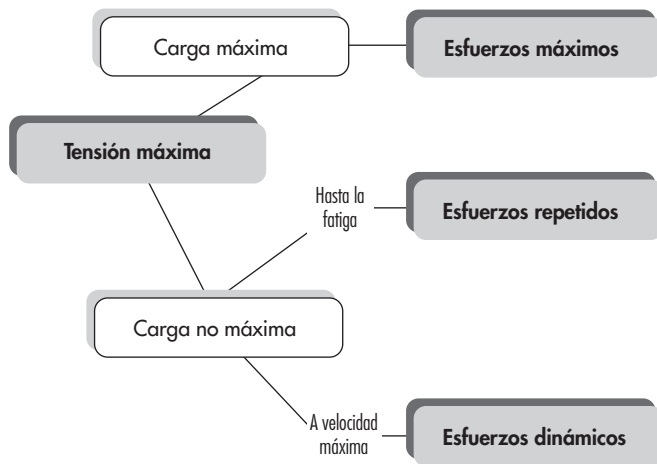 Carga máxima
Esfuerzos máximos
Tensión máxima
Hasta la
fatiga
Esfuerzos repetidos
Carga no máxima
A velocidad
máxima
Esfuerzos dinámicos